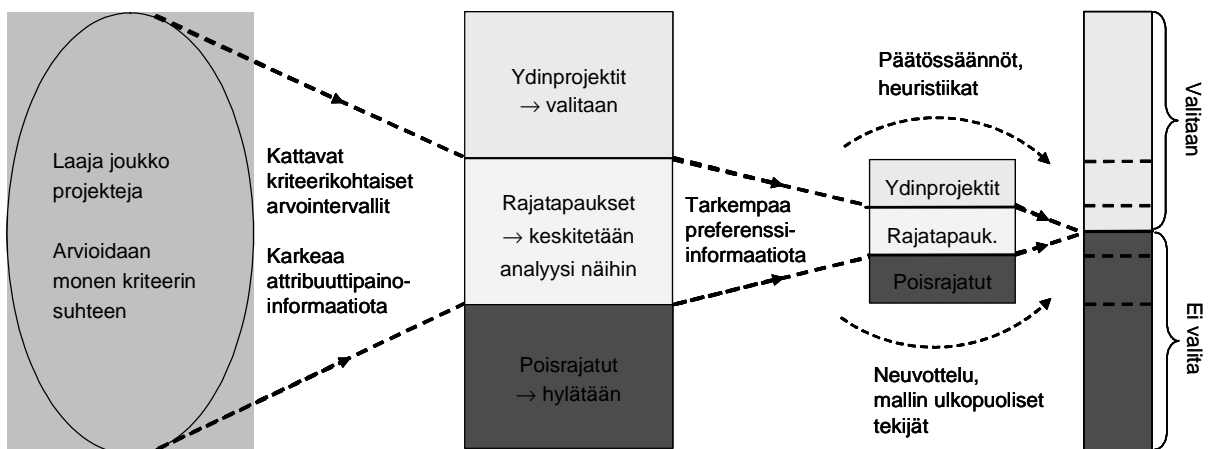 Laaja joukko
projekteja
Arvioidaan
monen kriteerin
suhteen
Kattavat
kriteerikohtaiset
arvointervallit
Karkeaa
attribuuttipaino-
informaatiota
Ydinprojektit
→ valitaan
Rajatapaukset
→ keskitetään
analyysi näihin
Poisrajatut
→ hylätään
Tarkempaa
preferenssi-
informaatiota
Päätössäännöt,
heuristiikat
Ydinprojektit
Rajatapauk.
Poisrajatut
Neuvottelu,
mallin ulkopuoliset
tekijät
Valitaan
Ei valita